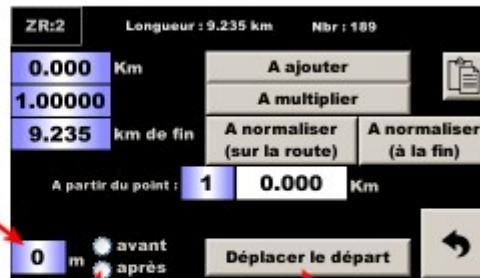 ZR:2 Longueur : 9.235 km Nbr : 189
0.000 Km A ajouter
1.00000 A multiplier
9.235 km de fin A normaliser (sur la route) A normaliser (à la fin)
A partir du point : 1 0.000 Km
avant
0 m après Déplacer le départ